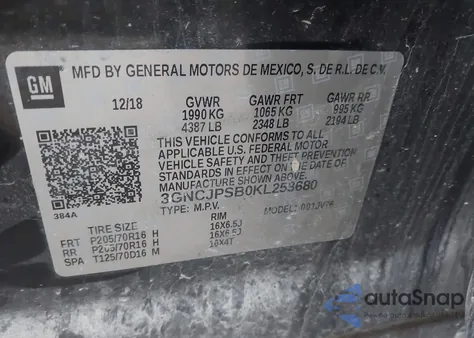 GM
MFD BY GENERAL MOTORS DE MEXICO, S. DE R.L. DE C.V.
12/18 GVWR GAWR FRT GAWR RR
1990 KG 1065 KG 995 KG
4387 LB 2348 LB 2194 LB
THIS VEHICLE CONFORMS TO ALL
APPLICABLE U.S. FEDERAL MOTOR
VEHICLE SAFETY AND THEFT PREVENTION
STANDARDS IN EFFECT ON THE DATE OF
MANUFACTURE SHOWN ABOVE.
3GNCJPSB0KL253680
384A
TYPE: M.P.V. MODEL:
TIRE SIZE RIM
FRT P205/70R16 H 16X6.5J
RR P205/70R16 H 16X6.5J
SPA T125/70D16 M 16X4T
autoSnap